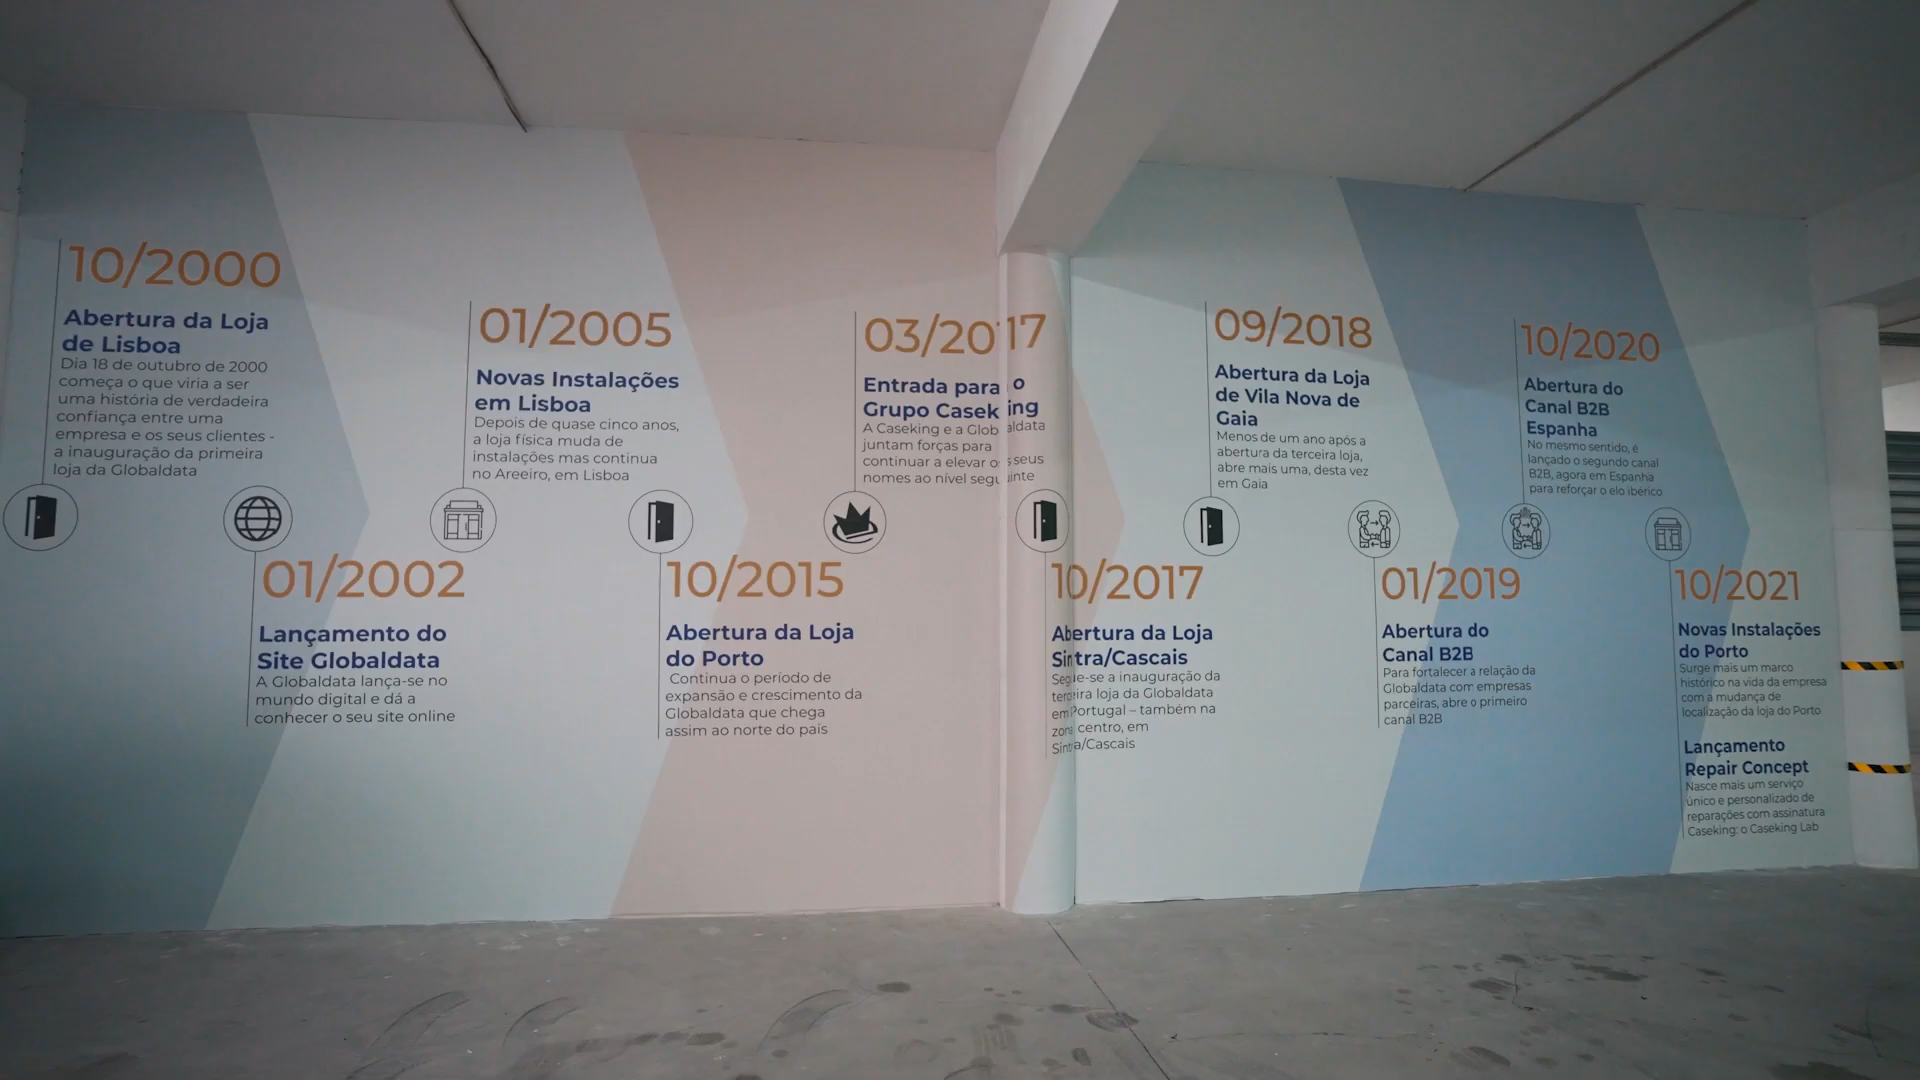 10/2000
Abertura da Loja
de Lisboa
Dia 18 de outubro de 2000
começa o que viria a ser
uma história de verdadeira
confiança entre uma
empresa e os seus clientes -
a inauguração da primeira
loja da Globaldata
01/2002
Lançamento do
Site Globaldata
A Globaldata lança-se no
mundo digital e dá a
conhecer o seu site online
01/2005
Novas Instalações
em Lisboa
Depois de quase cinco anos,
a loja física muda de
instalações mas continua
no Areeiro, em Lisboa
10/2015
Abertura da Loja
do Porto
Continua o período de
expansão e crescimento da
Globaldata que chega
assim ao norte do país
03/2017
Entrada para o
Grupo Caseking
A Caseking e a Globaldata
juntam forças para
continuar a elevar os seus
nomes ao nível seguinte
10/2017
Abertura da Loja
Sintra/Cascais
Segue-se a inauguração da
terceira loja da Globaldata
em Portugal – também na
zona centro, em
Sintra/Cascais
09/2018
Abertura da Loja
de Vila Nova de
Gaia
Menos de um ano após a
abertura da terceira loja,
abre mais uma, desta vez
em Gaia
01/2019
Abertura do
Canal B2B
Para fortalecer a relação da
Globaldata com empresas
parceiras, abre o primeiro
canal B2B
10/2020
Abertura do
Canal B2B
Espanha
No mesmo sentido, é
lançado o segundo canal
B2B, agora em Espanha
para reforçar o elo ibérico
10/2021
Novas Instalações
do Porto
Surge mais um marco
histórico na vida da empresa
com a mudança de
localização da loja do Porto
Lançamento
Repair Concept
Nasce mais um serviço
único e personalizado de
reparações com assinatura
Caseking: o Caseking Lab